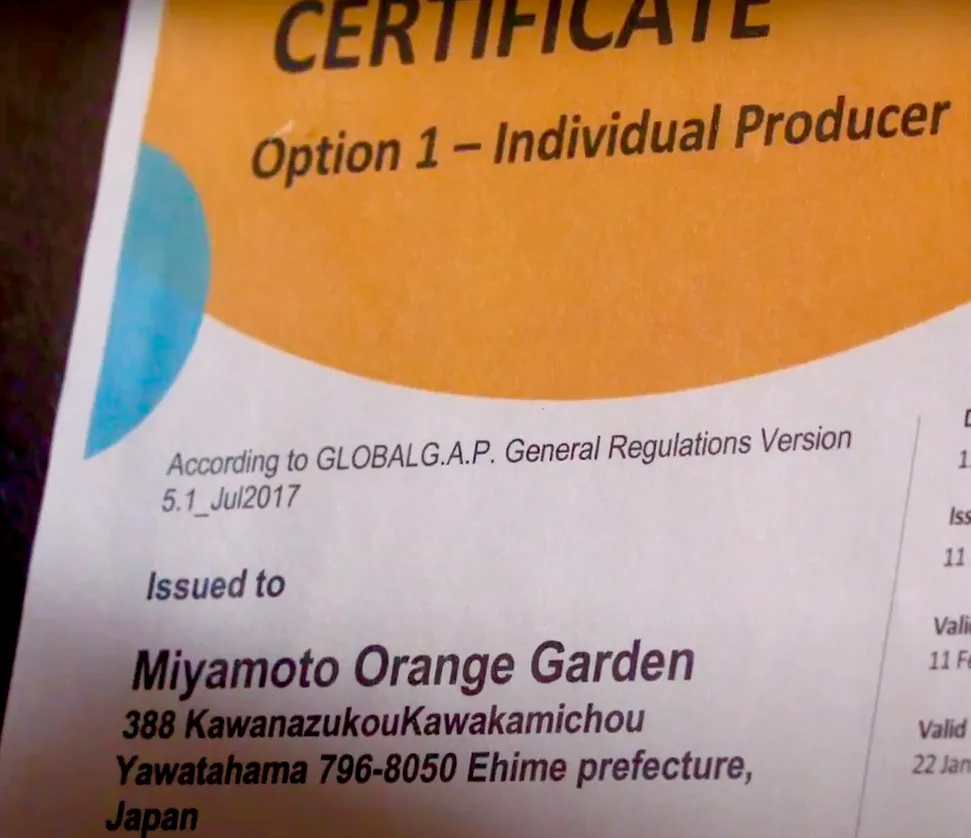 CERTIFICATE
Option 1 – Individual Producer
According to GLOBALG.A.P. General Regulations Version
5.1_Jul2017
Issued to
Miyamoto Orange Garden
388 KawanazukouKawakamichou
Yawatahama 796-8050 Ehime prefecture,
Japan
11
11
Valid
22 Jan